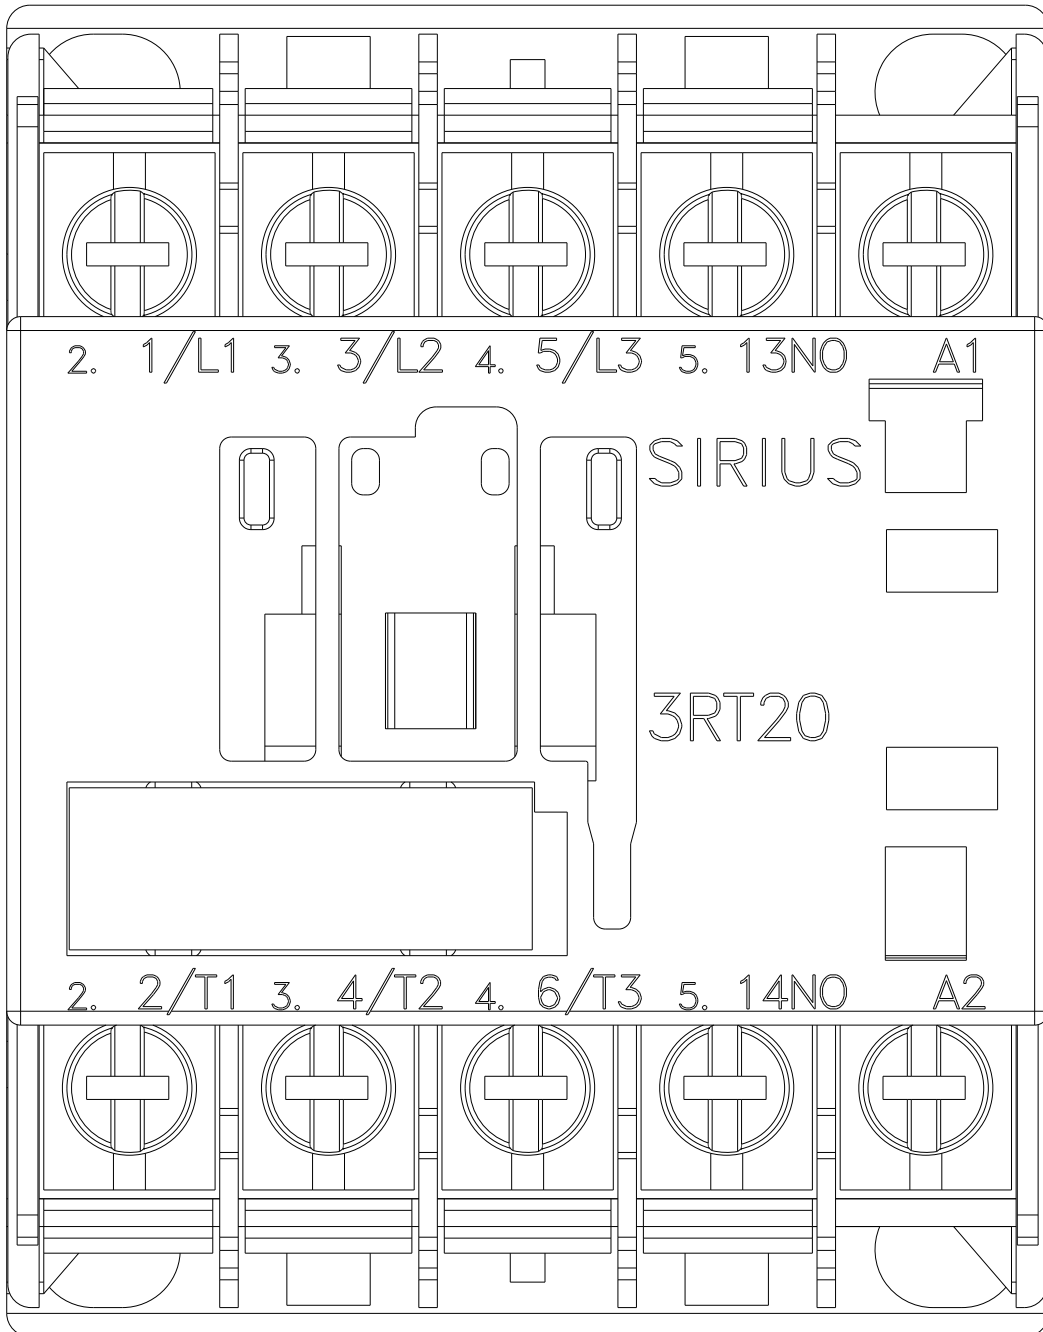 2. 1/L1 3. 3/L2 4. 5/L3 5. 13NO A1
SIRIUS
3RT20
2. 2/T1 3. 4/T2 4. 6/T3 5. 14NO A2